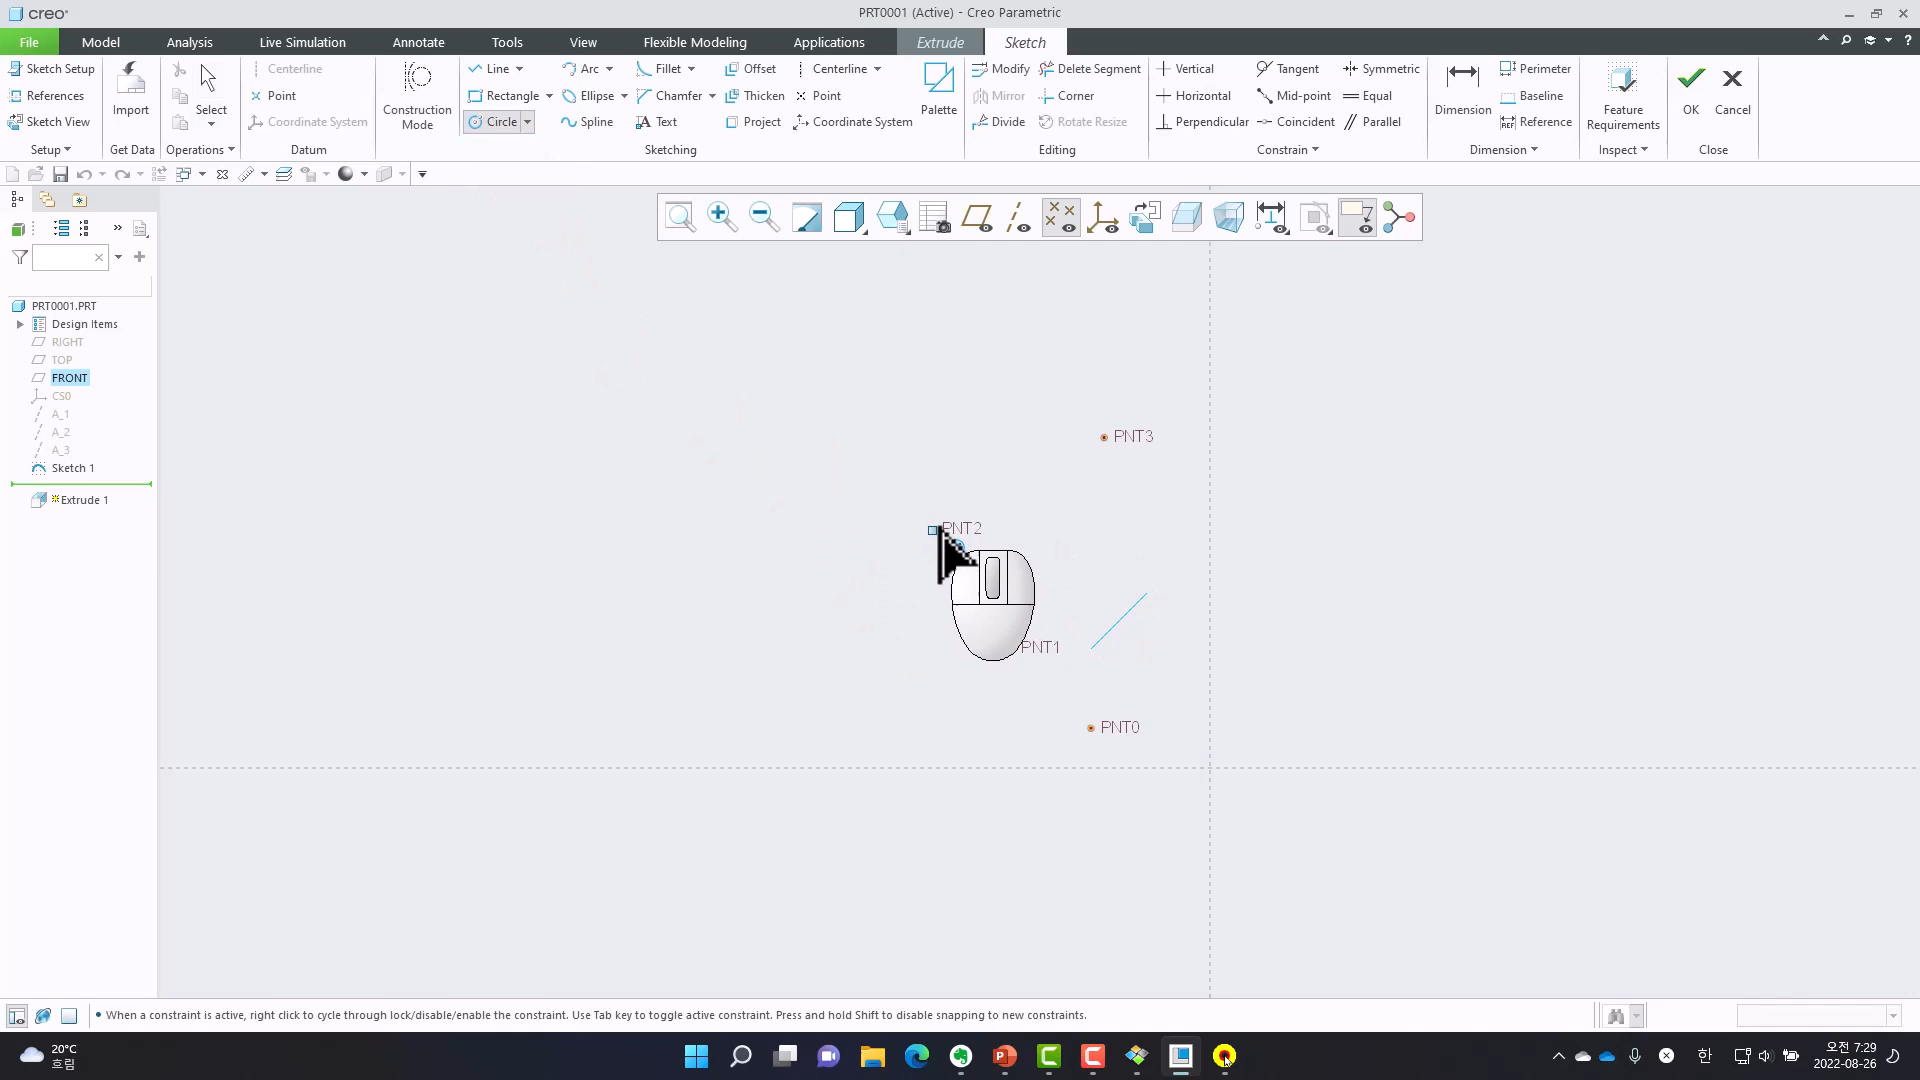 creo
PRT0001 (Active) - Creo Parametric
File
Model
Analysis
Live Simulation
Annotate
Tools
View
Flexible Modeling
Applications
Extrude
Sketch
Sketch Setup
References
Sketch View
Setup
Import
Get Data
Select
Operations
Centerline
Point
Coordinate System
Datum
Construction
Mode
Line
Arc
Fillet
Offset
Centerline
Rectangle
Ellipse
Chamfer
Thicken
Point
Circle
Spline
Text
Project
Coordinate System
Palette
Sketching
Modify
Delete Segment
Mirror
Corner
Divide
Rotate Resize
Editing
Vertical
Tangent
Symmetric
Horizontal
Mid-point
Equal
Perpendicular
Coincident
Parallel
Constrain
Dimension
Perimeter
Baseline
Reference
Dimension
Feature
Requirements
Inspect
OK
Cancel
Close
PRT0001.PRT
Design Items
RIGHT
TOP
FRONT
CS0
A_1
A_2
A_3
Sketch 1
Extrude 1
PNT3
PNT2
PNT1
PNT0
When a constraint is active, right click to cycle through lock/disable/enable the constraint. Use Tab key to toggle active constraint. Press and hold Shift to disable snapping to new constraints.
20°C
흐림
한
오전 7:29
2022-08-26